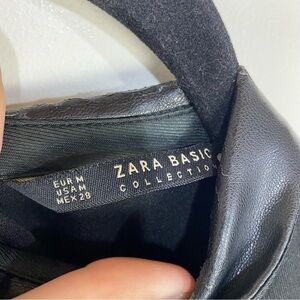 EUR M
USA M
MEX 28
ZARA BASIC
COLLECTION